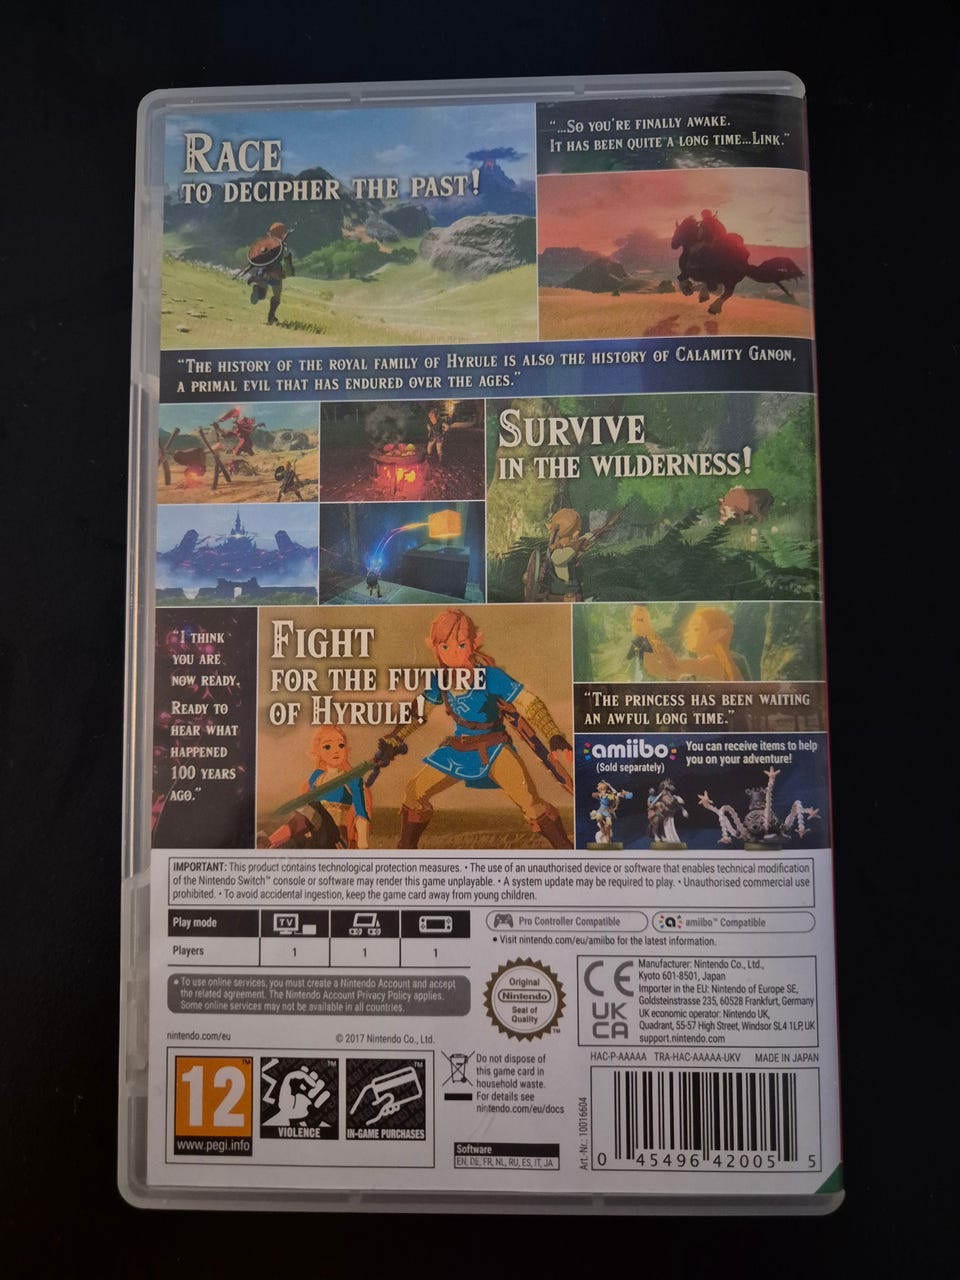 RACE
TO DECIPHER THE PAST!
"...SO YOU'RE FINALLY AWAKE.
IT HAS BEEN QUITE A LONG TIME...LINK."
"THE HISTORY OF THE ROYAL FAMILY OF HYRULE IS ALSO THE HISTORY OF CALAMITY GANON,
A PRIMAL EVIL THAT HAS ENDURED OVER THE AGES."
SURVIVE
IN THE WILDERNESS!
"I THINK
YOU ARE
NOW READY.
READY TO
HEAR WHAT
HAPPENED
100 YEARS
AGO."
FIGHT
FOR THE FUTURE
OF HYRULE!
"THE PRINCESS HAS BEEN WAITING
AN AWFUL LONG TIME."
amiibo
(Sold separately)
You can receive items to help
you on your adventure!
IMPORTANT: This product contains technological protection measures. • The use of an unauthorised device or software that enables technical modification
of the Nintendo Switch™ console or software may render this game unplayable. • A system update may be required to play. • Unauthorised commercial use
prohibited. • To avoid accidental ingestion, keep the game card away from young children.
Play mode
TV
Players
1
1
1
Pro Controller Compatible
amiibo™ Compatible
• Visit nintendo.com/eu/amiibo for the latest information.
• To use online services, you must create a Nintendo Account and accept
the related agreement. The Nintendo Account Privacy Policy applies.
Some online services may not be available in all countries.
nintendo.com/eu
© 2017 Nintendo Co., Ltd.
Original
Nintendo
Seal of
Quality
™
CE
UK
CA
Manufacturer: Nintendo Co., Ltd.,
Kyoto 601-8501, Japan
Importer in the EU: Nintendo of Europe SE,
Goldsteinstrasse 235, 60528 Frankfurt, Germany
UK economic operator: Nintendo UK,
Quadrant, 55-57 High Street, Windsor SL4 1LP, UK
support.nintendo.com
HAC-P-AAAAA TRA-HAC-AAAAA-UKV MADE IN JAPAN
12
www.pegi.info
VIOLENCE
IN-GAME PURCHASES
Do not dispose of
this game card in
household waste.
For details see
nintendo.com/eu/docs
Software
EN, DE, FR, NL, RU, ES, IT, JA
Art.-Nr.: 10016604
0 45496 42005 5